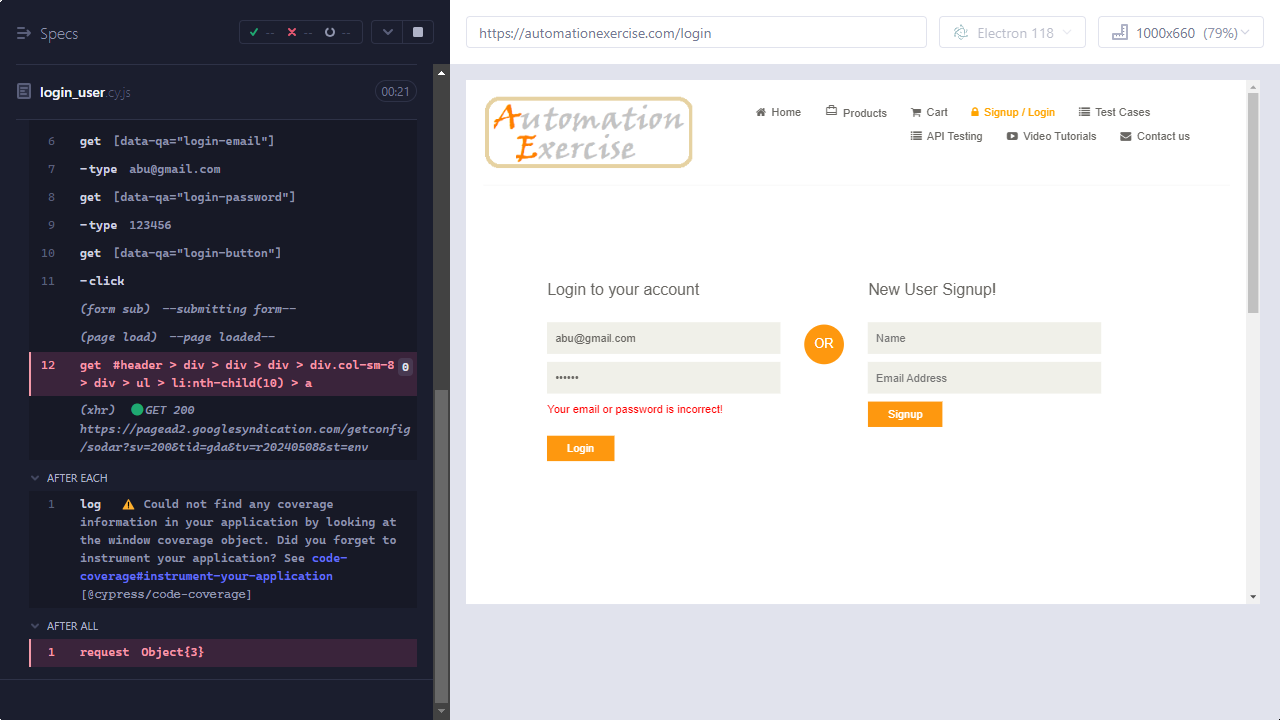 Specs
-- -- --
login_user.cy.js 00:21
6 get [data-qa="login-email"]
7 -type abu@gmail.com
8 get [data-qa="login-password"]
9 -type 123456
10 get [data-qa="login-button"]
11 -click
(form sub) --submitting form--
(page load) --page loaded--
12 get #header > div > div > div > div.col-sm-8 0
> div > ul > li:nth-child(10) > a
(xhr) GET 200
https://pagead2.googlesyndication.com/getconfig
/sodar?sv=200&tid=gda&tv=r20240508&st=env
AFTER EACH
1 log ⚠ Could not find any coverage
information in your application by looking at
the window coverage object. Did you forget to
instrument your application? See code-
coverage#instrument-your-application
[@cypress/code-coverage]
AFTER ALL
1 request Object{3}
https://automationexercise.com/login
Electron 118
1000x660 (79%)
Automation
Exercise
Home Products Cart Signup / Login Test Cases
API Testing Video Tutorials Contact us
Login to your account
abu@gmail.com
••••••
Your email or password is incorrect!
Login
OR
New User Signup!
Name
Email Address
Signup